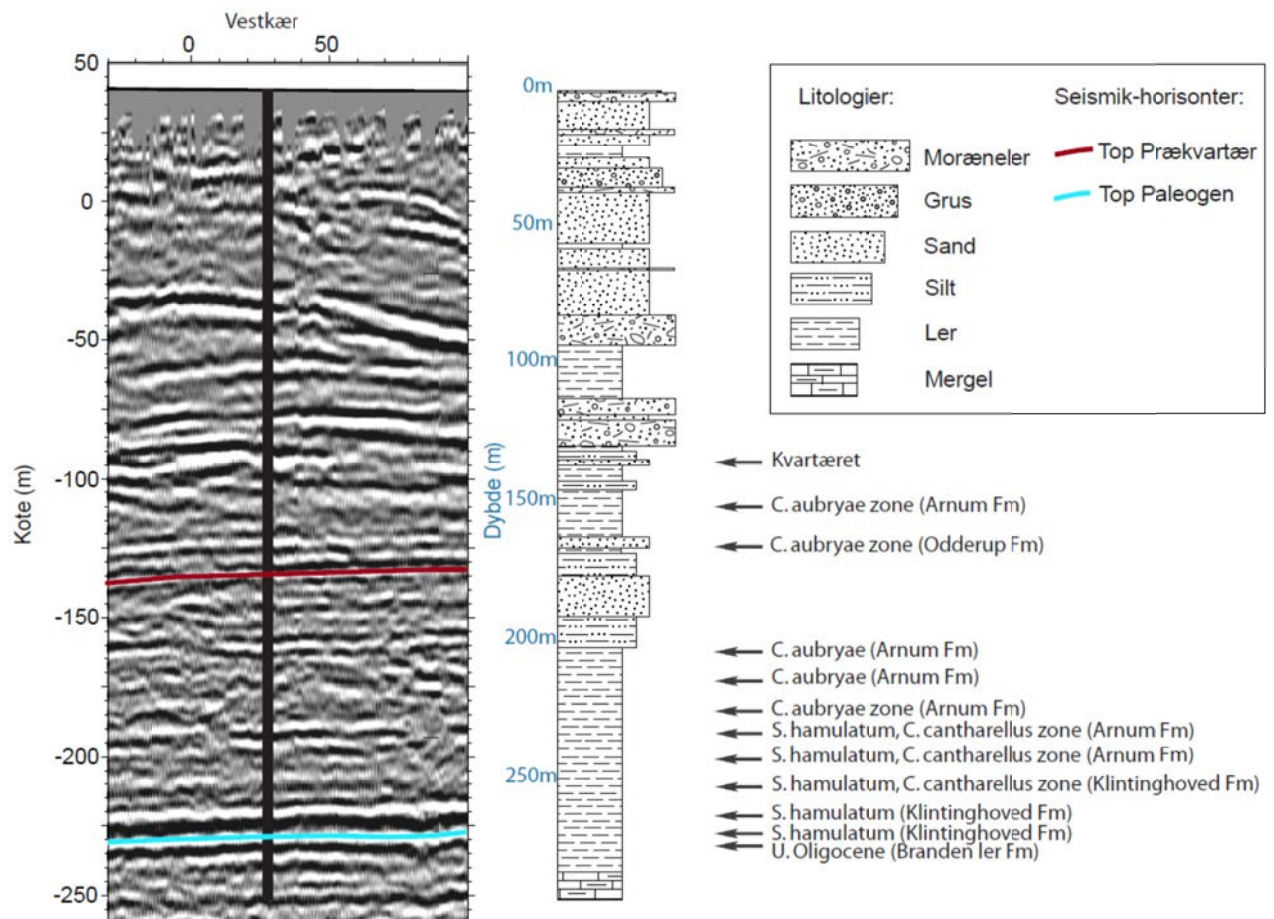 Vestkær
0 50
50
0
-50
-100
-150
-200
-250
Kote (m)
0m
50m
100m
150m
200m
250m
Dybde (m)
Litologier:
Moræneler
Grus
Sand
Silt
Ler
Mergel
Seismik-horisonter:
Top Prækvartær
Top Paleogen
Kvartæret
C. aubryae zone (Arnum Fm)
C. aubryae zone (Odderup Fm)
C. aubryae (Arnum Fm)
C. aubryae (Arnum Fm)
C. aubryae zone (Arnum Fm)
S. hamulatum, C. cantharellus zone (Arnum Fm)
S. hamulatum, C. cantharellus zone (Arnum Fm)
S. hamulatum, C. cantharellus zone (Klintinghoved Fm)
S. hamulatum (Klintinghoved Fm)
S. hamulatum (Klintinghoved Fm)
U. Oligocene (Branden ler Fm)